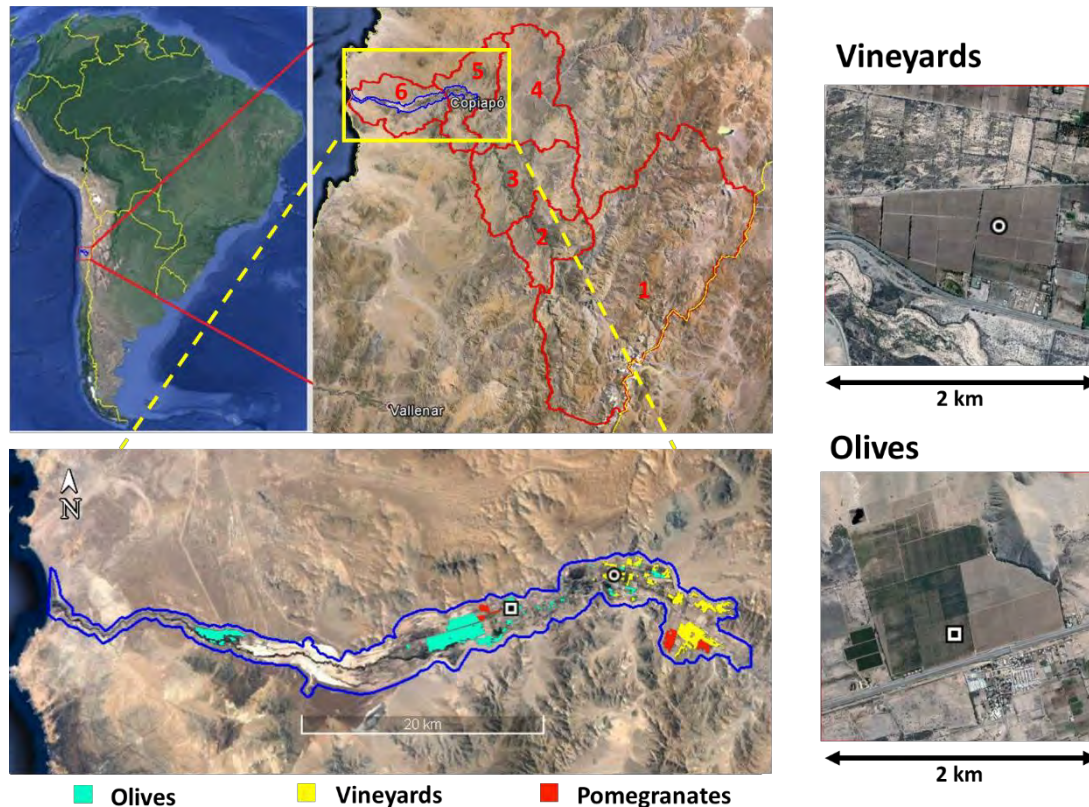 5
6
4
Copiapó
3
2
1
Vallenar
N
20 km
Olives
Vineyards
Pomegranates
Vineyards
2 km
Olives
2 km